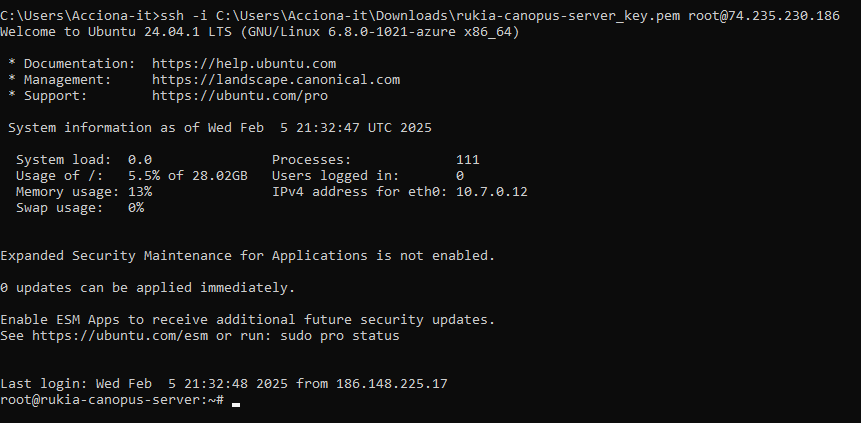 C:\Users\Acciona-it>ssh -i C:\Users\Acciona-it\Downloads\rukia-canopus-server_key.pem root@74.235.230.186
Welcome to Ubuntu 24.04.1 LTS (GNU/Linux 6.8.0-1021-azure x86_64)

 * Documentation:  https://help.ubuntu.com
 * Management:     https://landscape.canonical.com
 * Support:        https://ubuntu.com/pro

 System information as of Wed Feb  5 21:32:47 UTC 2025

  System load:  0.0               Processes:             111
  Usage of /:   5.5% of 28.02GB   Users logged in:       0
  Memory usage: 13%               IPv4 address for eth0: 10.7.0.12
  Swap usage:   0%

Expanded Security Maintenance for Applications is not enabled.

0 updates can be applied immediately.

Enable ESM Apps to receive additional future security updates.
See https://ubuntu.com/esm or run: sudo pro status

Last login: Wed Feb  5 21:32:48 2025 from 186.148.225.17
root@rukia-canopus-server:~#